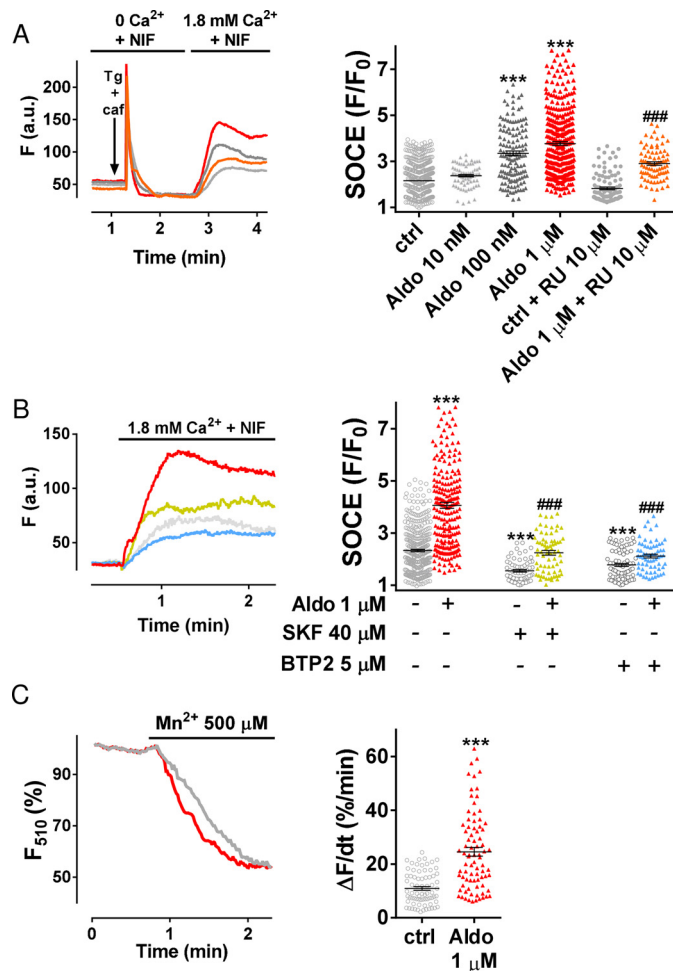 A
0 Ca²⁺ + NIF
1.8 mM Ca²⁺ + NIF
Tg + caf
F (a.u.)
200
150
100
50
1 2 3 4
Time (min)
SOCE (F/F₀)
7
5
3
1
*** *** ###
ctrl
Aldo 10 nM
Aldo 100 nM
Aldo 1 μM
ctrl + RU 10 μM
Aldo 1 μM + RU 10 μM
B
1.8 mM Ca²⁺ + NIF
F (a.u.)
150
100
50
1 2
Time (min)
SOCE (F/F₀)
7
5
3
1
*** *** ### *** ###
Aldo 1 μM - + - + - +
SKF 40 μM - - + + - -
BTP2 5 μM - - - - + +
C
Mn²⁺ 500 μM
F₅₁₀ (%)
90
70
50
0 1 2
Time (min)
ΔF/dt (%/min)
60
40
20
0
***
ctrl
Aldo 1 μM